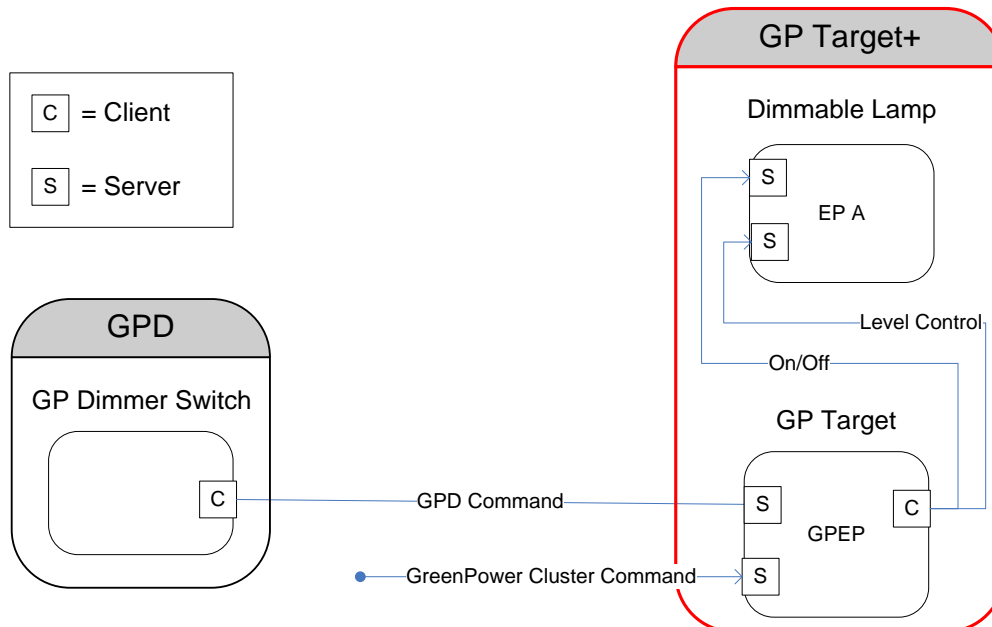 GP Target+
C = Client
S = Server
Dimmable Lamp
S
EP A
S
GPD
Level Control
On/Off
GP Dimmer Switch
GP Target
C
GPD Command
S
C
GPEP
GreenPower Cluster Command
S